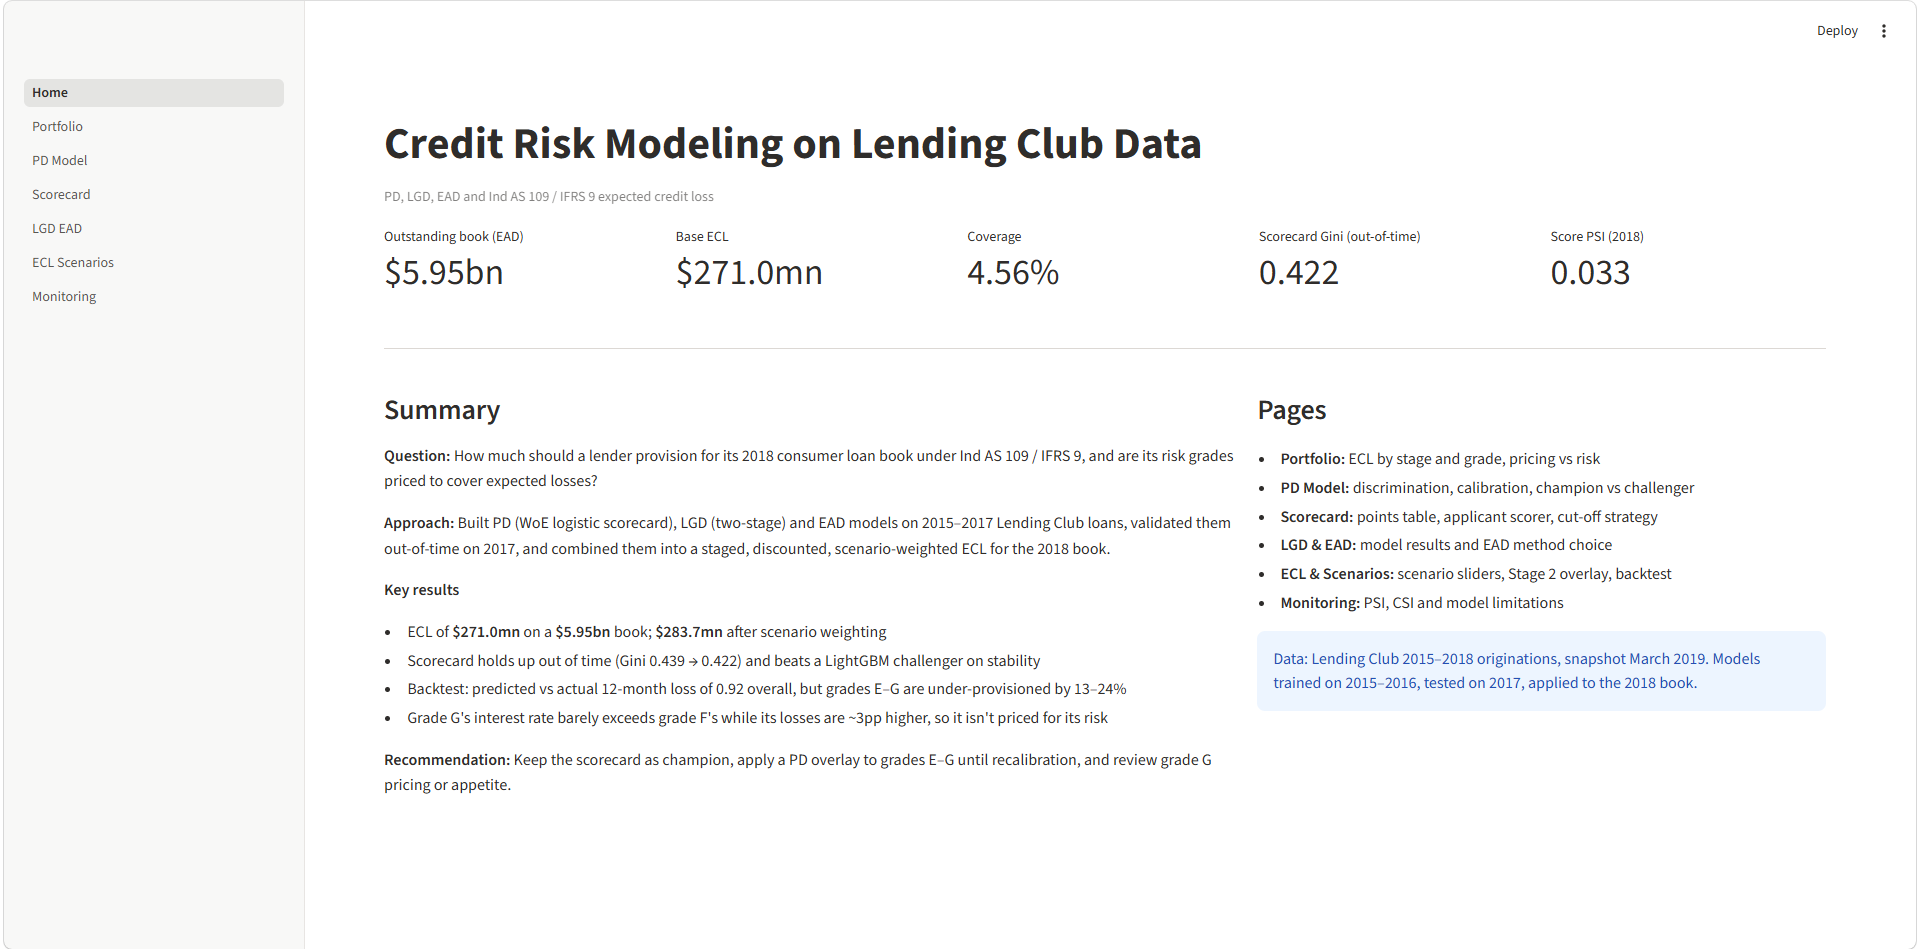 Deploy
Home
Portfolio
PD Model
Scorecard
LGD EAD
ECL Scenarios
Monitoring
Credit Risk Modeling on Lending Club Data
PD, LGD, EAD and Ind AS 109 / IFRS 9 expected credit loss
Outstanding book (EAD)
$5.95bn
Base ECL
$271.0mn
Coverage
4.56%
Scorecard Gini (out-of-time)
0.422
Score PSI (2018)
0.033
Summary
Question: How much should a lender provision for its 2018 consumer loan book under Ind AS 109 / IFRS 9, and are its risk grades
priced to cover expected losses?
Approach: Built PD (WoE logistic scorecard), LGD (two-stage) and EAD models on 2015–2017 Lending Club loans, validated them
out-of-time on 2017, and combined them into a staged, discounted, scenario-weighted ECL for the 2018 book.
Key results
• ECL of $271.0mn on a $5.95bn book; $283.7mn after scenario weighting
• Scorecard holds up out of time (Gini 0.439 → 0.422) and beats a LightGBM challenger on stability
• Backtest: predicted vs actual 12-month loss of 0.92 overall, but grades E–G are under-provisioned by 13–24%
• Grade G's interest rate barely exceeds grade F's while its losses are ~3pp higher, so it isn't priced for its risk
Recommendation: Keep the scorecard as champion, apply a PD overlay to grades E–G until recalibration, and review grade G
pricing or appetite.
Pages
• Portfolio: ECL by stage and grade, pricing vs risk
• PD Model: discrimination, calibration, champion vs challenger
• Scorecard: points table, applicant scorer, cut-off strategy
• LGD & EAD: model results and EAD method choice
• ECL & Scenarios: scenario sliders, Stage 2 overlay, backtest
• Monitoring: PSI, CSI and model limitations
Data: Lending Club 2015–2018 originations, snapshot March 2019. Models
trained on 2015–2016, tested on 2017, applied to the 2018 book.